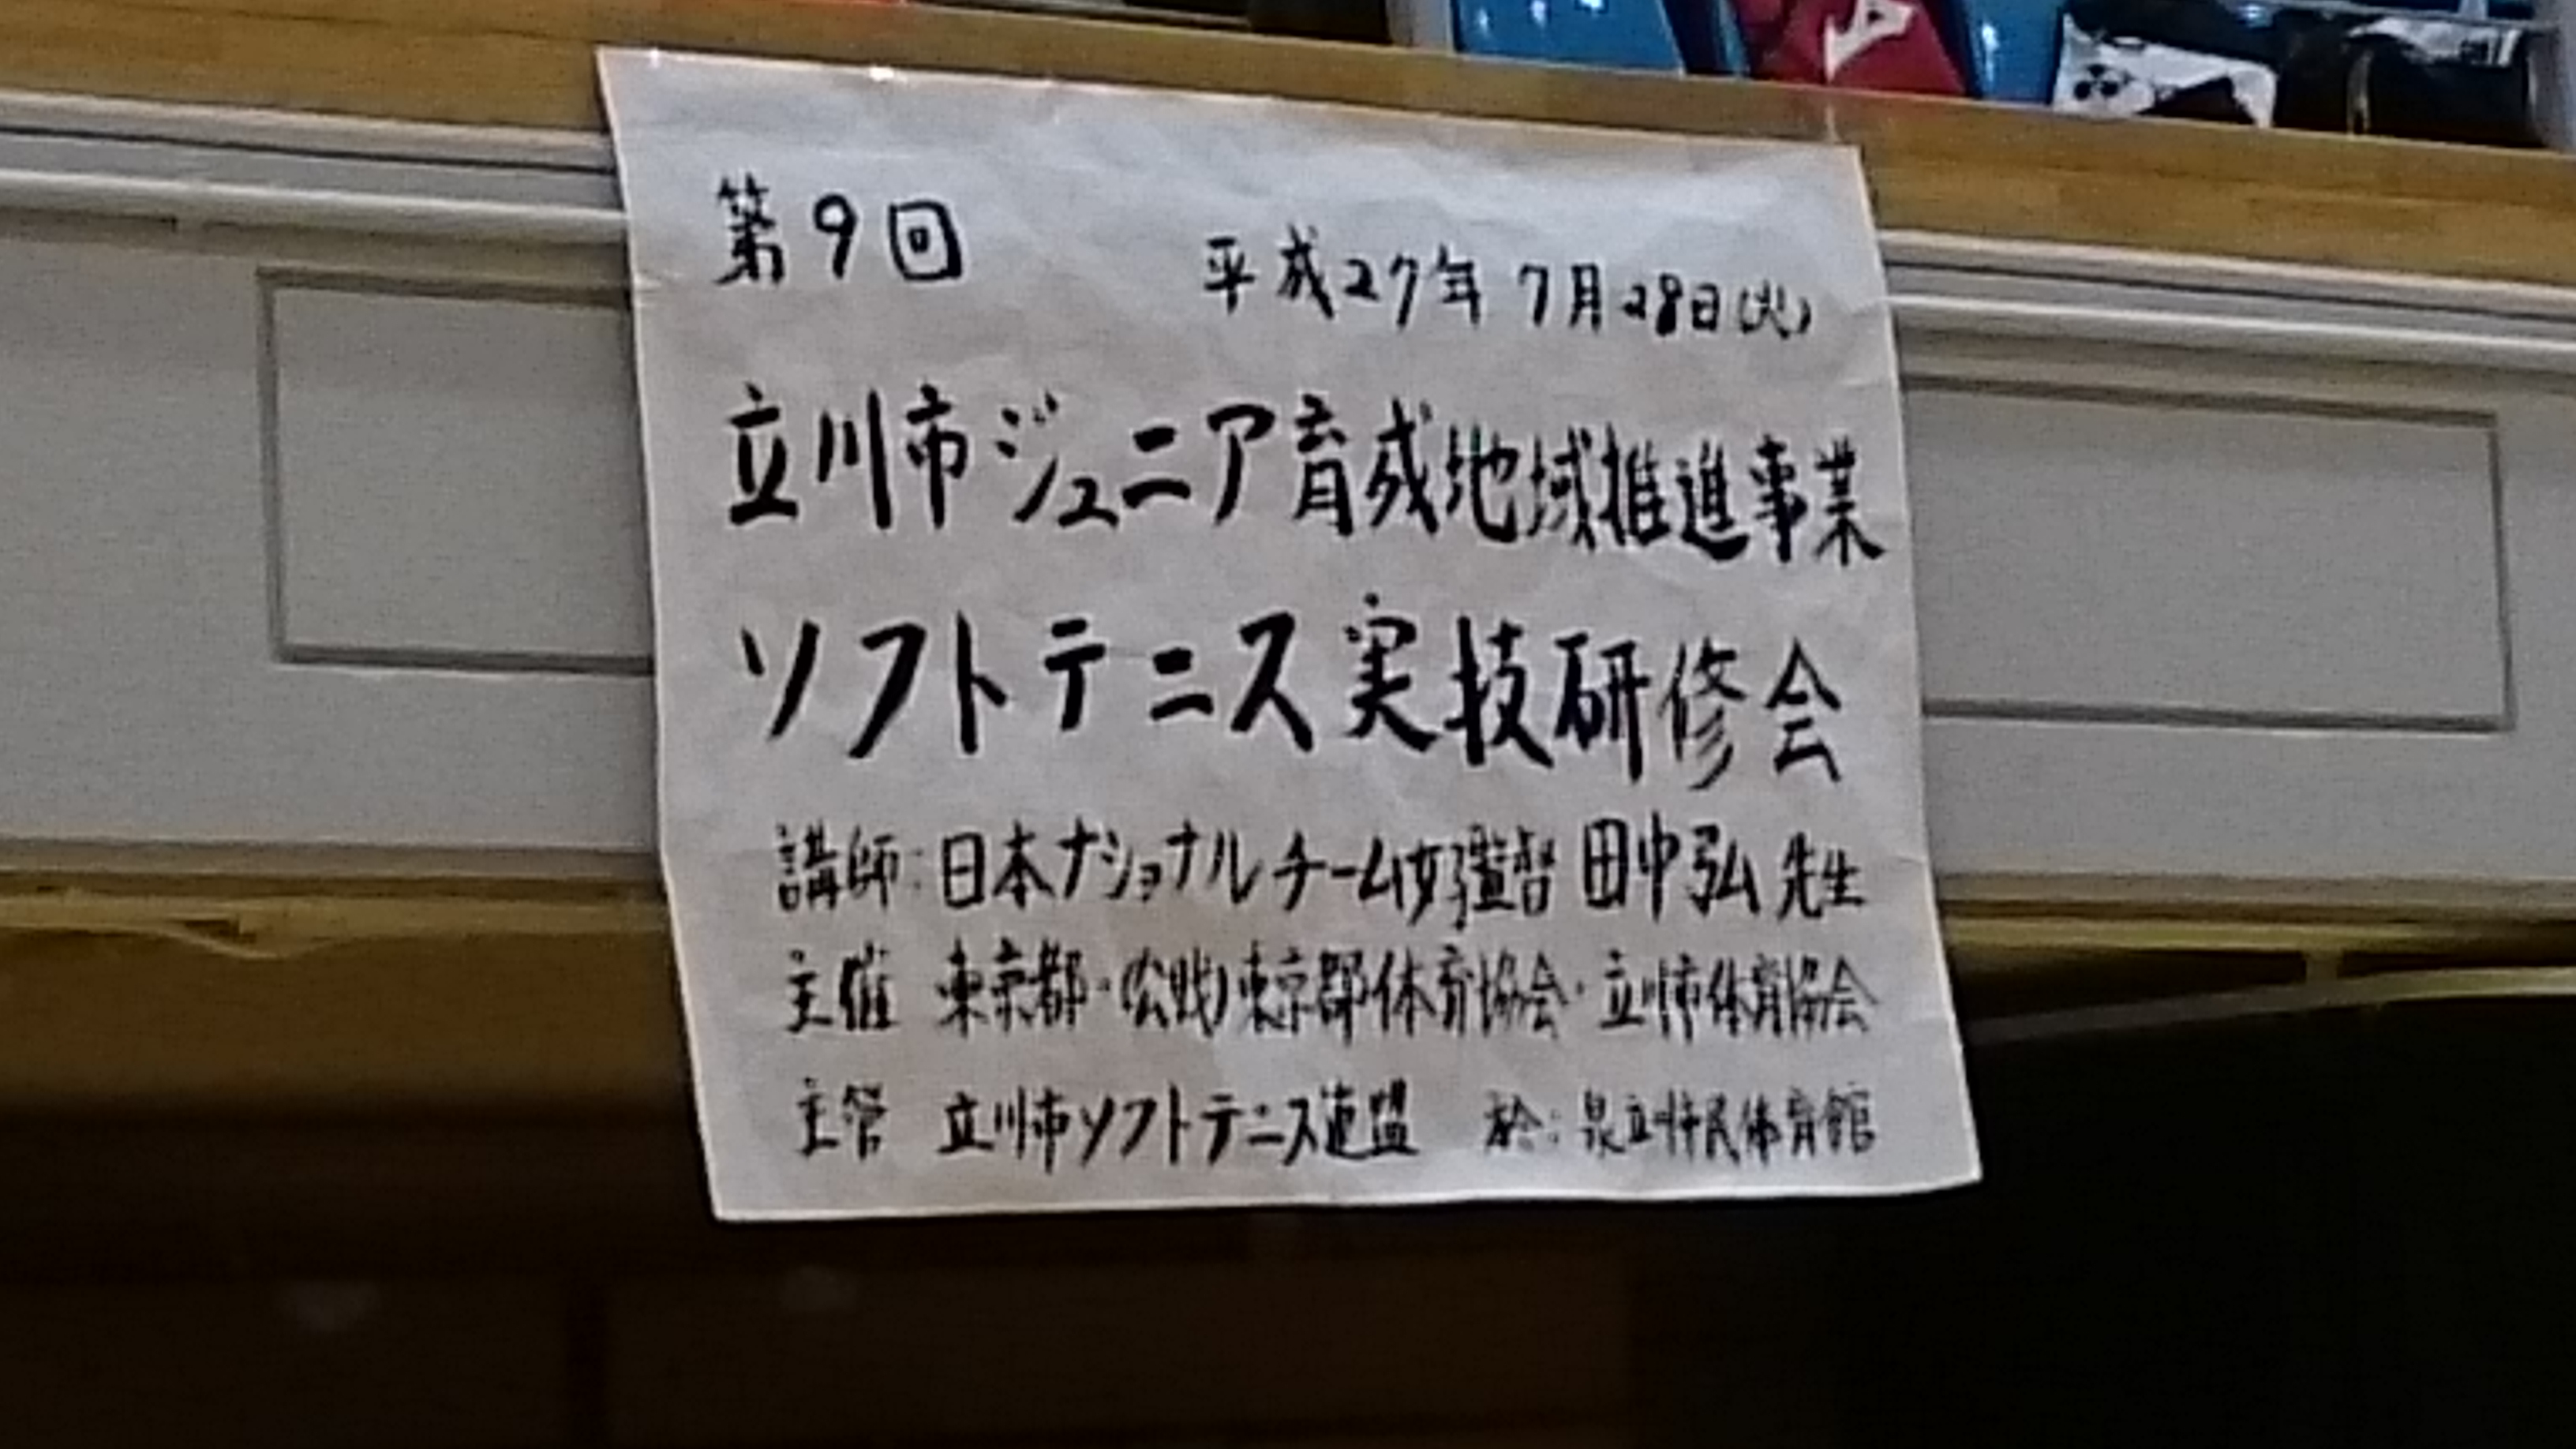 第9回
平成27年 7月28日(火)
立川市ジュニア育成地域推進事業
ソフトテニス実技研修会
講師:日本ナショナルチーム女子監督 田中弘 先生
主催 東京都・(公財)東京都体育協会・立川市体育協会
主管 立川市ソフトテニス連盟 於:泉立川市民体育館